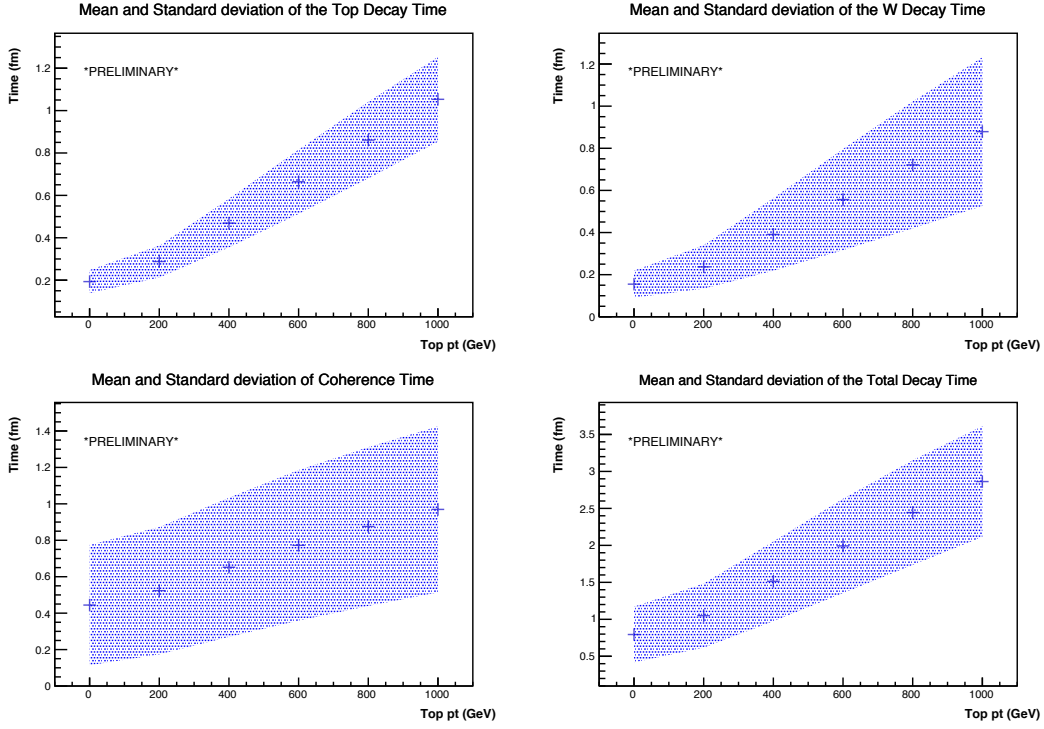 Mean and Standard deviation of the Top Decay Time
Time (fm)
*PRELIMINARY*
1.2
1
0.8
0.6
0.4
0.2
0 200 400 600 800 1000
Top pt (GeV)
Mean and Standard deviation of the W Decay Time
Time (fm)
*PRELIMINARY*
1.2
1
0.8
0.6
0.4
0.2
0
0 200 400 600 800 1000
Top pt (GeV)
Mean and Standard deviation of Coherence Time
Time (fm)
*PRELIMINARY*
1.4
1.2
1
0.8
0.6
0.4
0.2
0
0 200 400 600 800 1000
Top pt (GeV)
Mean and Standard deviation of the Total Decay Time
Time (fm)
*PRELIMINARY*
3.5
3
2.5
2
1.5
1
0.5
0 200 400 600 800 1000
Top pt (GeV)